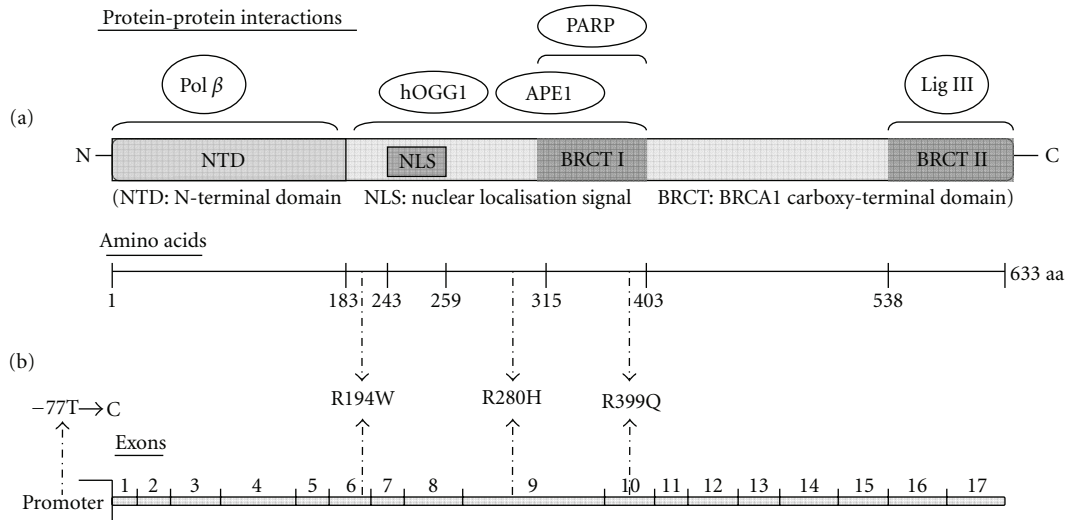 Protein-protein interactions
PARP
Pol β
hOGG1
APE1
Lig III
(a)
N
NTD
NLS
BRCT I
BRCT II
C
(NTD: N-terminal domain
NLS: nuclear localisation signal
BRCT: BRCA1 carboxy-terminal domain)
Amino acids
633 aa
1
183
243
259
315
403
538
(b)
R194W
R280H
R399Q
−77T→C
Exons
1 2 3 4 5 6 7 8 9 10 11 12 13 14 15 16 17
Promoter